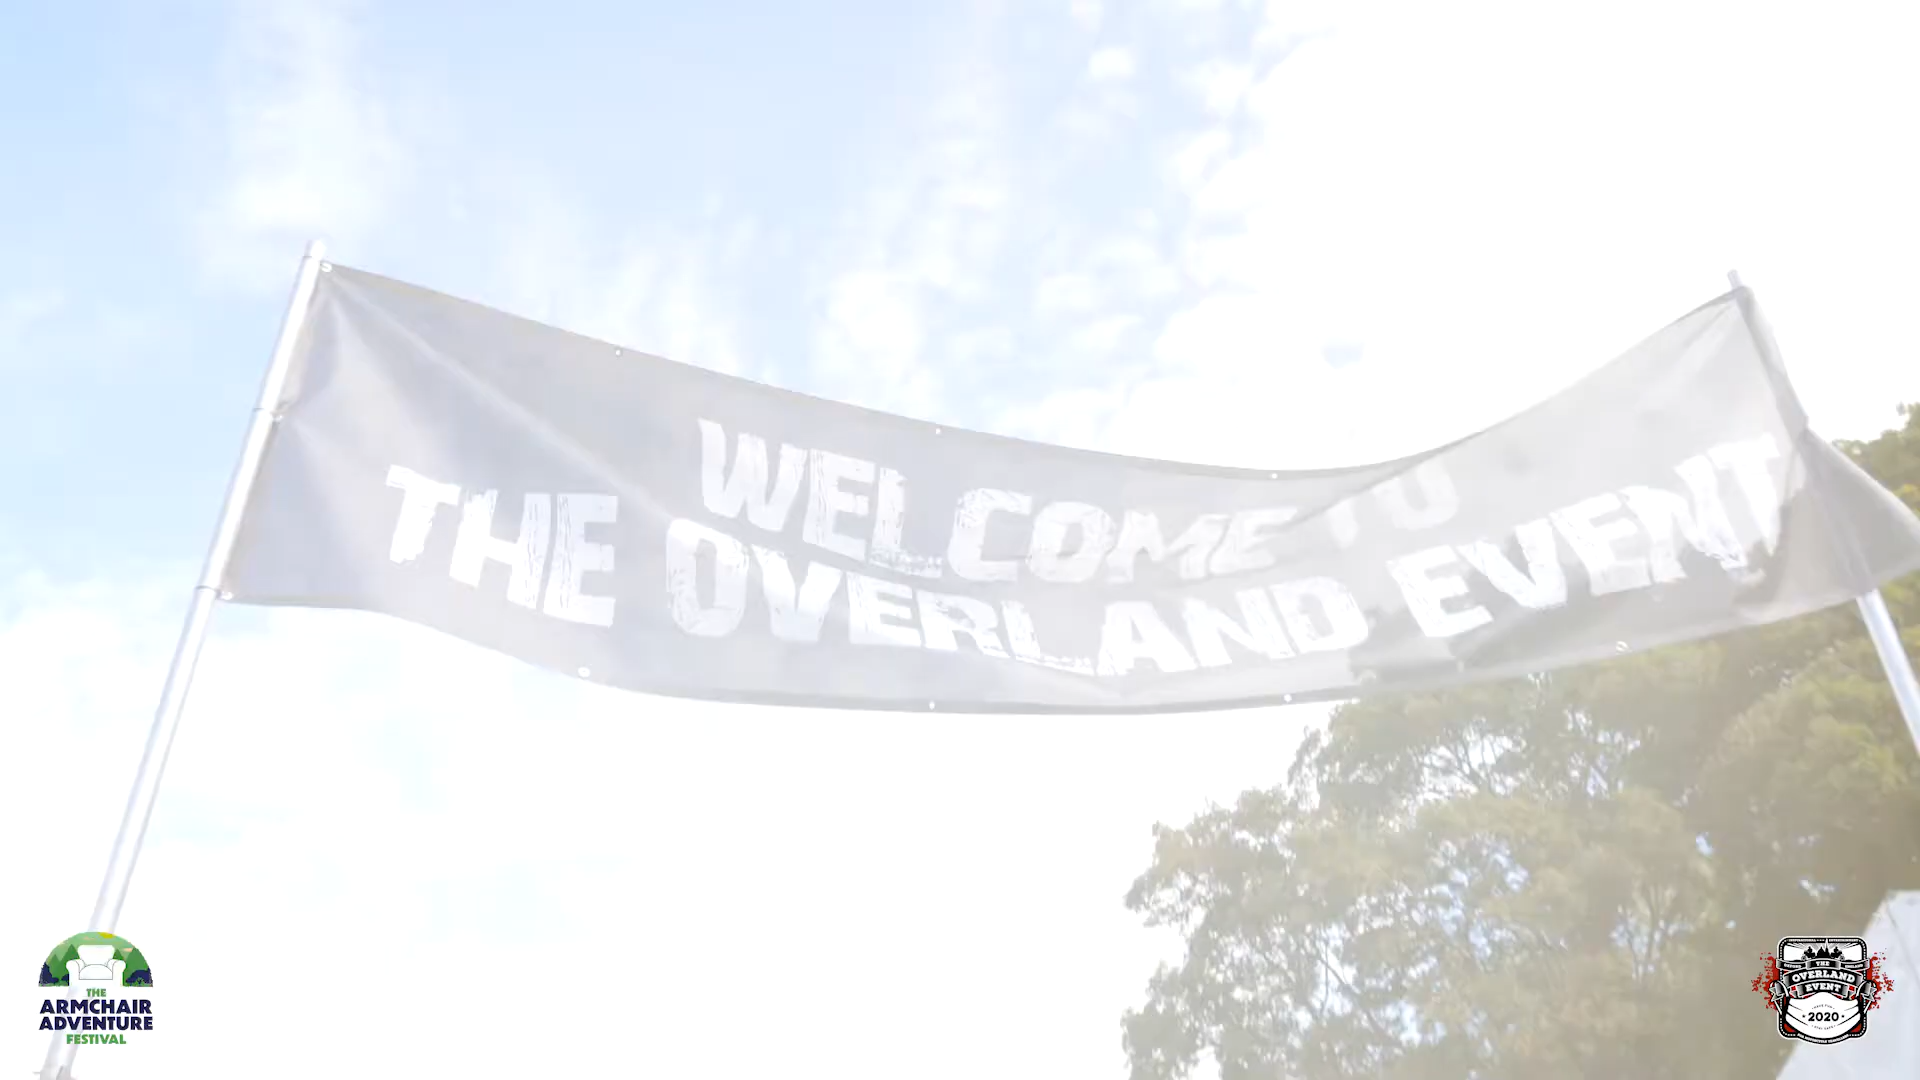 WELCOME TO
THE OVERLAND EVENT
THE
ARMCHAIR
ADVENTURE
FESTIVAL
THE
OVERLAND
EVENT
2020